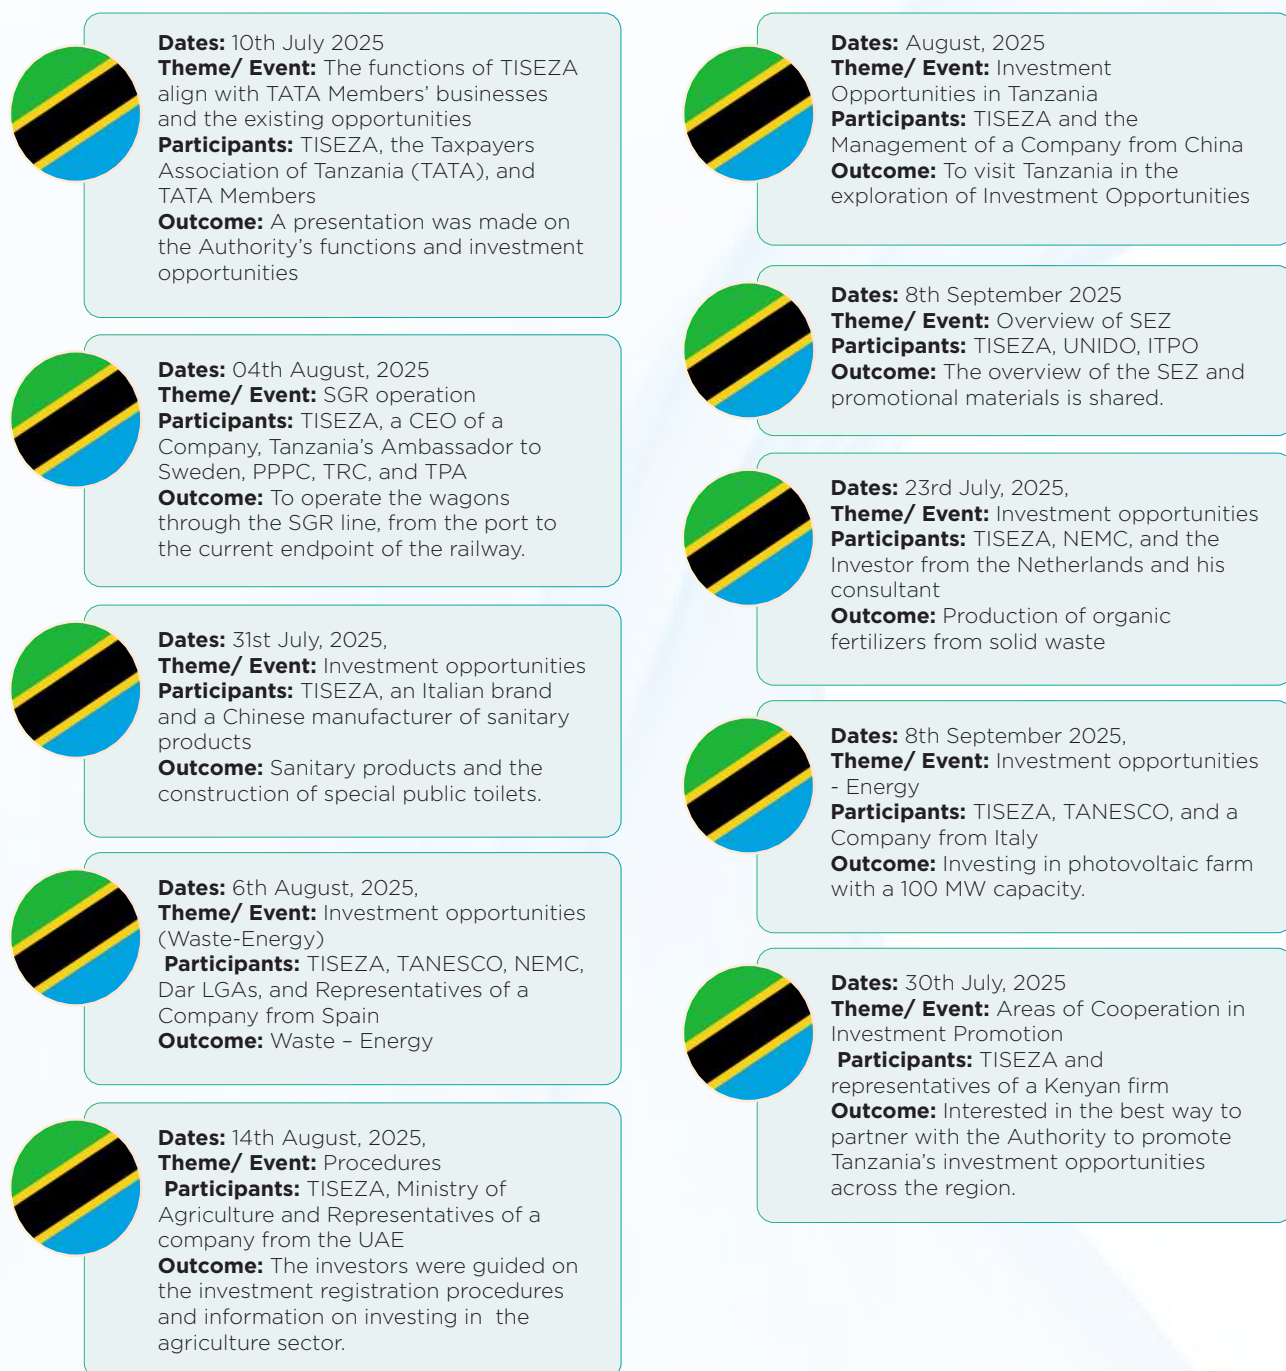 Dates: 10th July 2025
Theme/ Event: The functions of TISEZA
align with TATA Members’ businesses
and the existing opportunities
Participants: TISEZA, the Taxpayers
Association of Tanzania (TATA), and
TATA Members
Outcome: A presentation was made on
the Authority’s functions and investment
opportunities
Dates: 04th August, 2025
Theme/ Event: SGR operation
Participants: TISEZA, a CEO of a
Company, Tanzania’s Ambassador to
Sweden, PPPC, TRC, and TPA
Outcome: To operate the wagons
through the SGR line, from the port to
the current endpoint of the railway.
Dates: 31st July, 2025,
Theme/ Event: Investment opportunities
Participants: TISEZA, an Italian brand
and a Chinese manufacturer of sanitary
products
Outcome: Sanitary products and the
construction of special public toilets.
Dates: 6th August, 2025,
Theme/ Event: Investment opportunities
(Waste-Energy)
Participants: TISEZA, TANESCO, NEMC,
Dar LGAs, and Representatives of a
Company from Spain
Outcome: Waste – Energy
Dates: 14th August, 2025,
Theme/ Event: Procedures
Participants: TISEZA, Ministry of
Agriculture and Representatives of a
company from the UAE
Outcome: The investors were guided on
the investment registration procedures
and information on investing in the
agriculture sector.
Dates: August, 2025
Theme/ Event: Investment
Opportunities in Tanzania
Participants: TISEZA and the
Management of a Company from China
Outcome: To visit Tanzania in the
exploration of Investment Opportunities
Dates: 8th September 2025
Theme/ Event: Overview of SEZ
Participants: TISEZA, UNIDO, ITPO
Outcome: The overview of the SEZ and
promotional materials is shared.
Dates: 23rd July, 2025,
Theme/ Event: Investment opportunities
Participants: TISEZA, NEMC, and the
Investor from the Netherlands and his
consultant
Outcome: Production of organic
fertilizers from solid waste
Dates: 8th September 2025,
Theme/ Event: Investment opportunities
- Energy
Participants: TISEZA, TANESCO, and a
Company from Italy
Outcome: Investing in photovoltaic farm
with a 100 MW capacity.
Dates: 30th July, 2025
Theme/ Event: Areas of Cooperation in
Investment Promotion
Participants: TISEZA and
representatives of a Kenyan firm
Outcome: Interested in the best way to
partner with the Authority to promote
Tanzania’s investment opportunities
across the region.